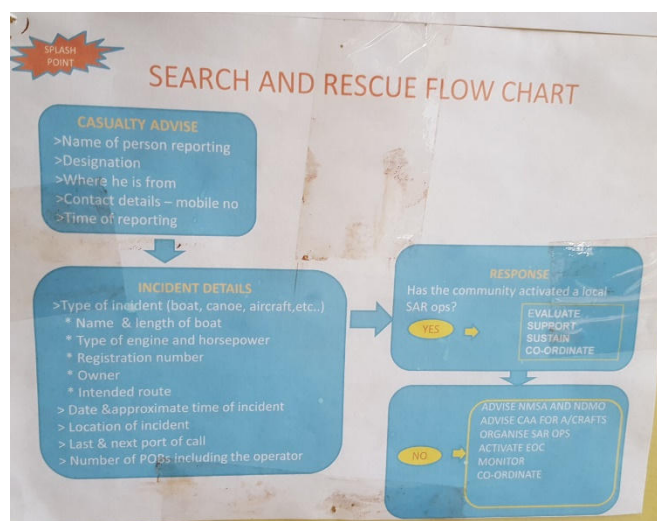 SPLASH
POINT
SEARCH AND RESCUE FLOW CHART
CASUALTY ADVISE
>Name of person reporting
>Designation
>Where he is from
>Contact details – mobile no
>Time of reporting
INCIDENT DETAILS
>Type of incident (boat, canoe, aircraft,etc..)
* Name & length of boat
* Type of engine and horsepower
* Registration number
* Owner
* Intended route
> Date &approximate time of incident
> Location of incident
> Last & next port of call
> Number of POBs including the operator
RESPONSE
Has the community activated a local
SAR ops?
YES
EVALUATE
SUPPORT
SUSTAIN
CO-ORDINATE
NO
ADVISE NMSA AND NDMO
ADVISE CAA FOR A/CRAFTS
ORGANISE SAR OPS
ACTIVATE EOC
MONITOR
CO-ORDINATE